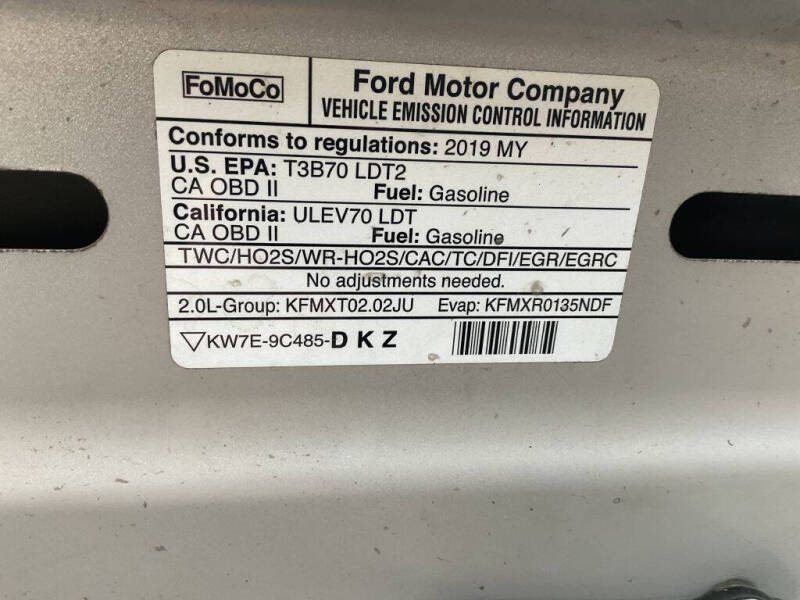 FoMoCo
Ford Motor Company
VEHICLE EMISSION CONTROL INFORMATION
Conforms to regulations: 2019 MY
U.S. EPA: T3B70 LDT2
CA OBD II Fuel: Gasoline
California: ULEV70 LDT
CA OBD II Fuel: Gasoline
TWC/HO2S/WR-HO2S/CAC/TC/DFI/EGR/EGRC
No adjustments needed.
2.0L-Group: KFMXT02.02JU Evap: KFMXR0135NDF
KW7E-9C485-DKZ